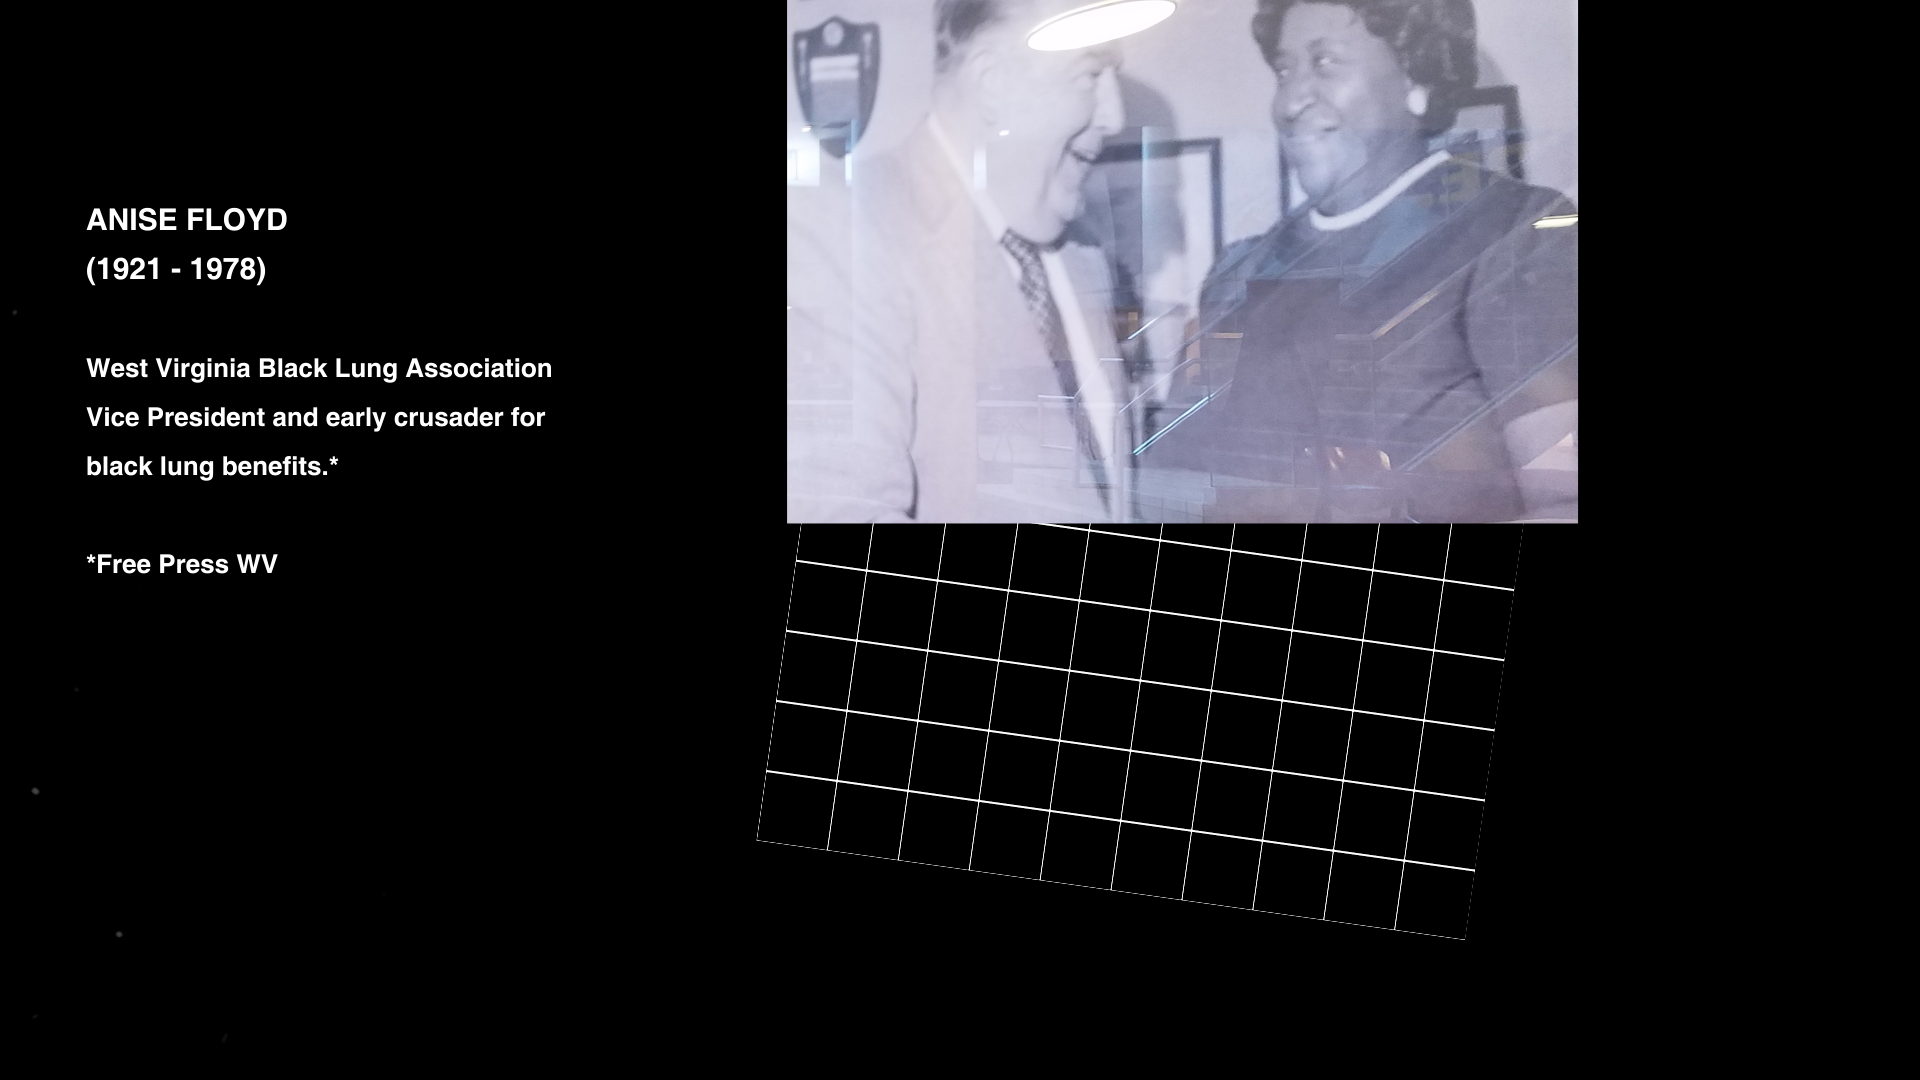 ANISE FLOYD
(1921 - 1978)
West Virginia Black Lung Association
Vice President and early crusader for
black lung benefits.*
*Free Press WV